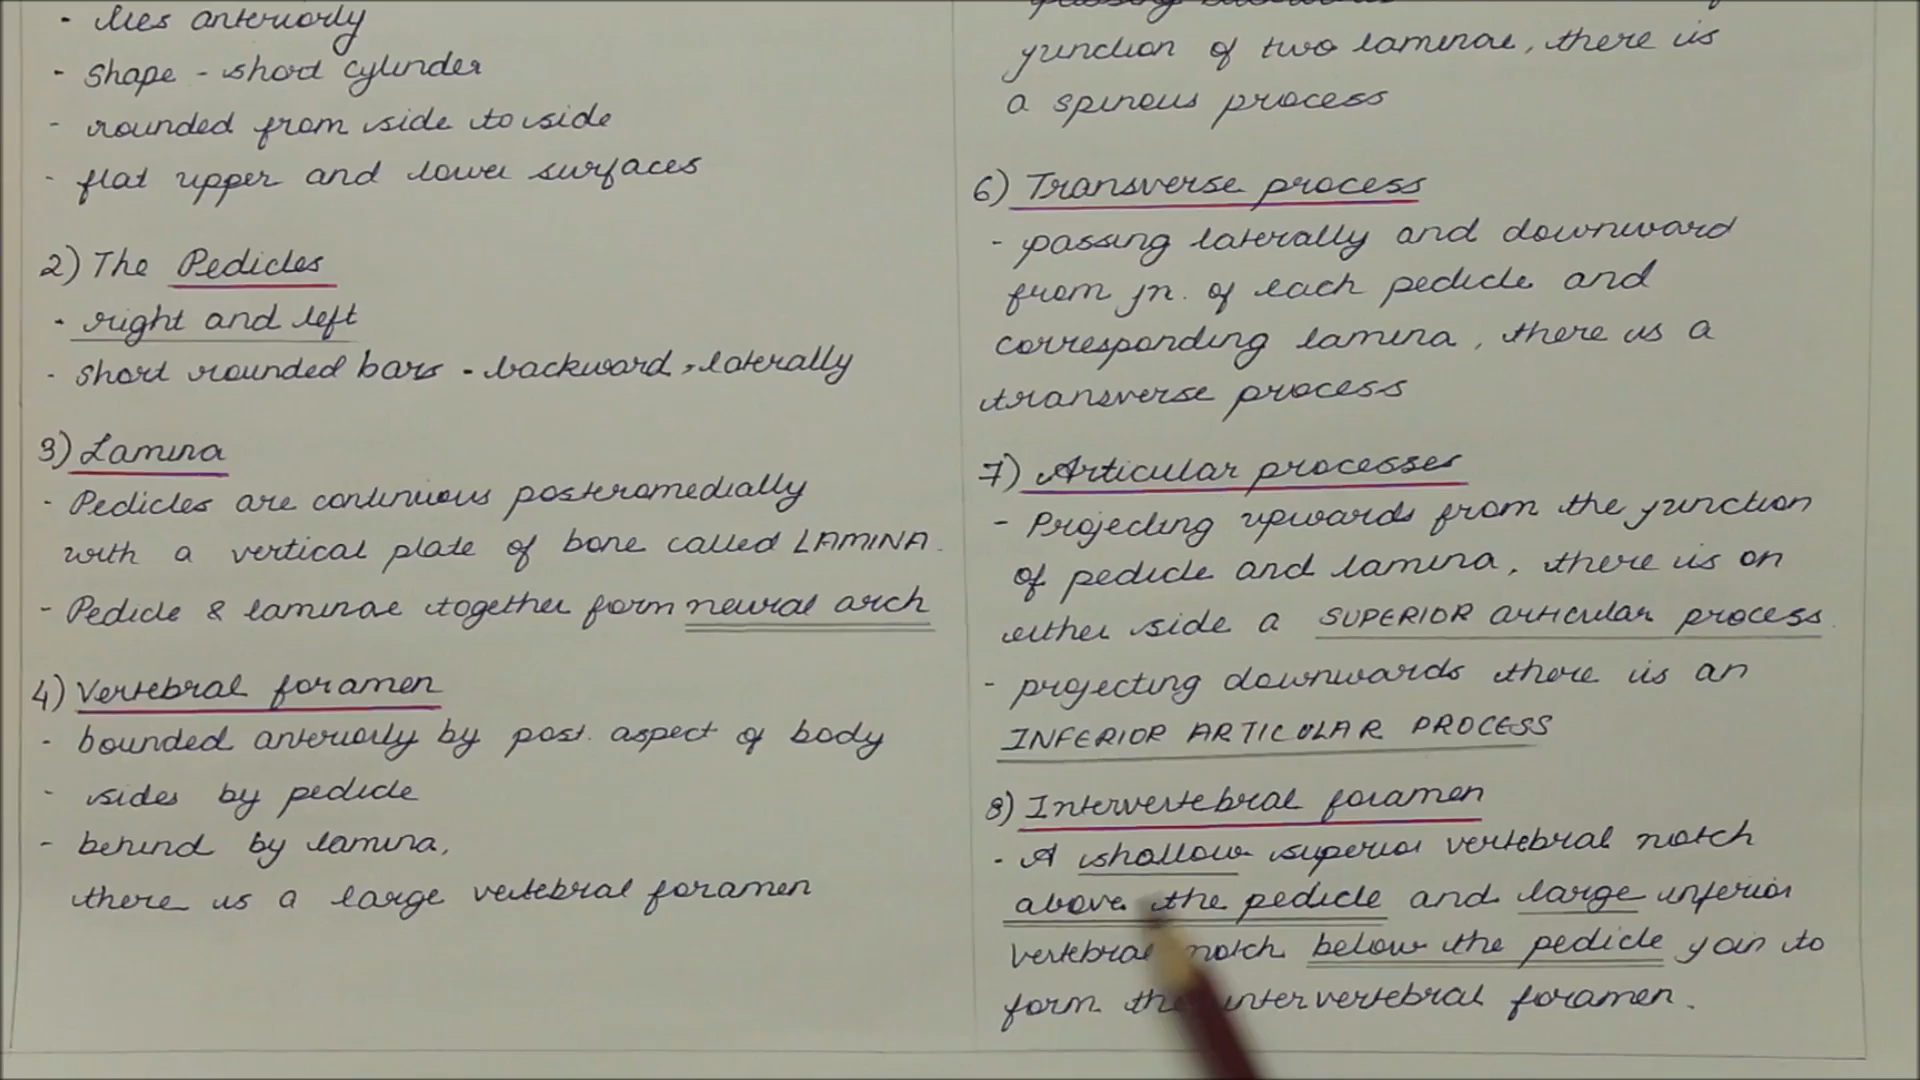 - lies anteriorly
- shape - short cylinder
- rounded from side to side
- flat upper and lower surfaces
2) The Pedicles
- right and left
- short rounded bars - backward, laterally
3) Lamina
- Pedicles are continuous posteromedially
with a vertical plate of bone called LAMINA.
- Pedicle & laminae together form neural arch
4) Vertebral foramen
- bounded anteriorly by post. aspect of body
- sides by pedicle
- behind by lamina,
there is a large vertebral foramen
junction of two laminae, there is
a spinous process
6) Transverse process
- passing laterally and downward
from jn. of each pedicle and
corresponding lamina, there is a
transverse process
7) Articular processes
- Projecting upwards from the junction
of pedicle and lamina, there is on
either side a SUPERIOR articular process.
- projecting downwards there is an
INFERIOR ARTICULAR PROCESS
8) Intervertebral foramen
- A shallow superior vertebral notch
above the pedicle and large inferior
vertebral notch below the pedicle join to
form the intervertebral foramen.